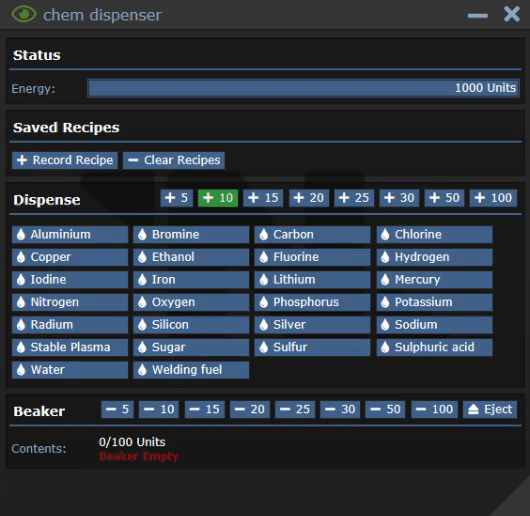 chem dispenser
Status
Energy: 1000 Units
Saved Recipes
+ Record Recipe − Clear Recipes
Dispense + 5 + 10 + 15 + 20 + 25 + 30 + 50 + 100
Aluminium Bromine Carbon Chlorine
Copper Ethanol Fluorine Hydrogen
Iodine Iron Lithium Mercury
Nitrogen Oxygen Phosphorus Potassium
Radium Silicon Silver Sodium
Stable Plasma Sugar Sulfur Sulphuric acid
Water Welding fuel
Beaker − 5 − 10 − 15 − 20 − 25 − 30 − 50 − 100 Eject
Contents: 0/100 Units
Beaker Empty